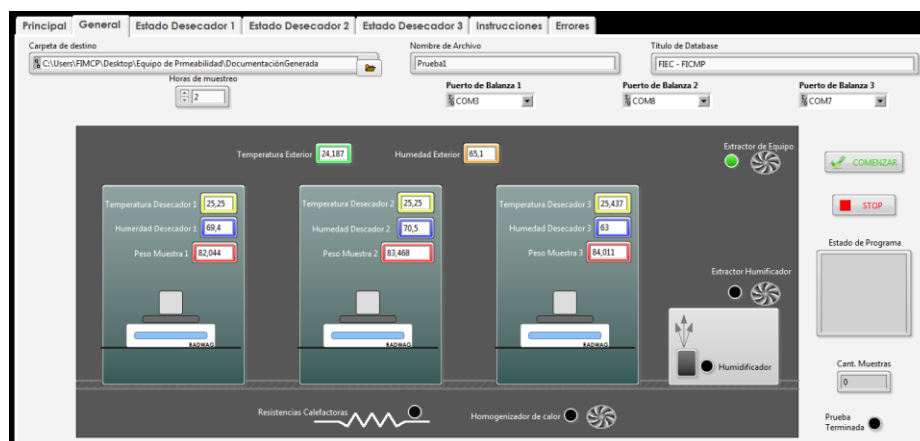 Principal General Estado Desecador 1 Estado Desecador 2 Estado Desecador 3 Instrucciones Errores
Carpeta de destino Nombre de Archivo Título de Database
C:\Users\FIMCP\Desktop\Equipo de Prmeabilidad\DocumentaciónGenerada Prueba1 FIEC - FICMP
Horas de muestreo Puerto de Balanza 1 Puerto de Balanza 2 Puerto de Balanza 3
2 COM3 COM8 COM7
Temperatura Exterior 24,187 Humedad Exterior 65,1 Extractor de Equipo
COMENZAR
Temperatura Desecador 1 25,25 Temperatura Desecador 2 25,25 Temperatura Desecador 3 25,437
STOP
Humerdad Desecador 1 69,4 Humedad Descador 2 70,5 Humedad Desecador 3 63
Peso Muestra 1 82,044 Peso Muestra 2 83,468 Peso Muestra 3 84,011
Estado de Programa
Extractor Humificador
RADWAG RADWAG RADWAG
Humidificador
Cant. Muestras
0
Resistencias Calefactoras Homogenizador de calor
Prueba
Terminada